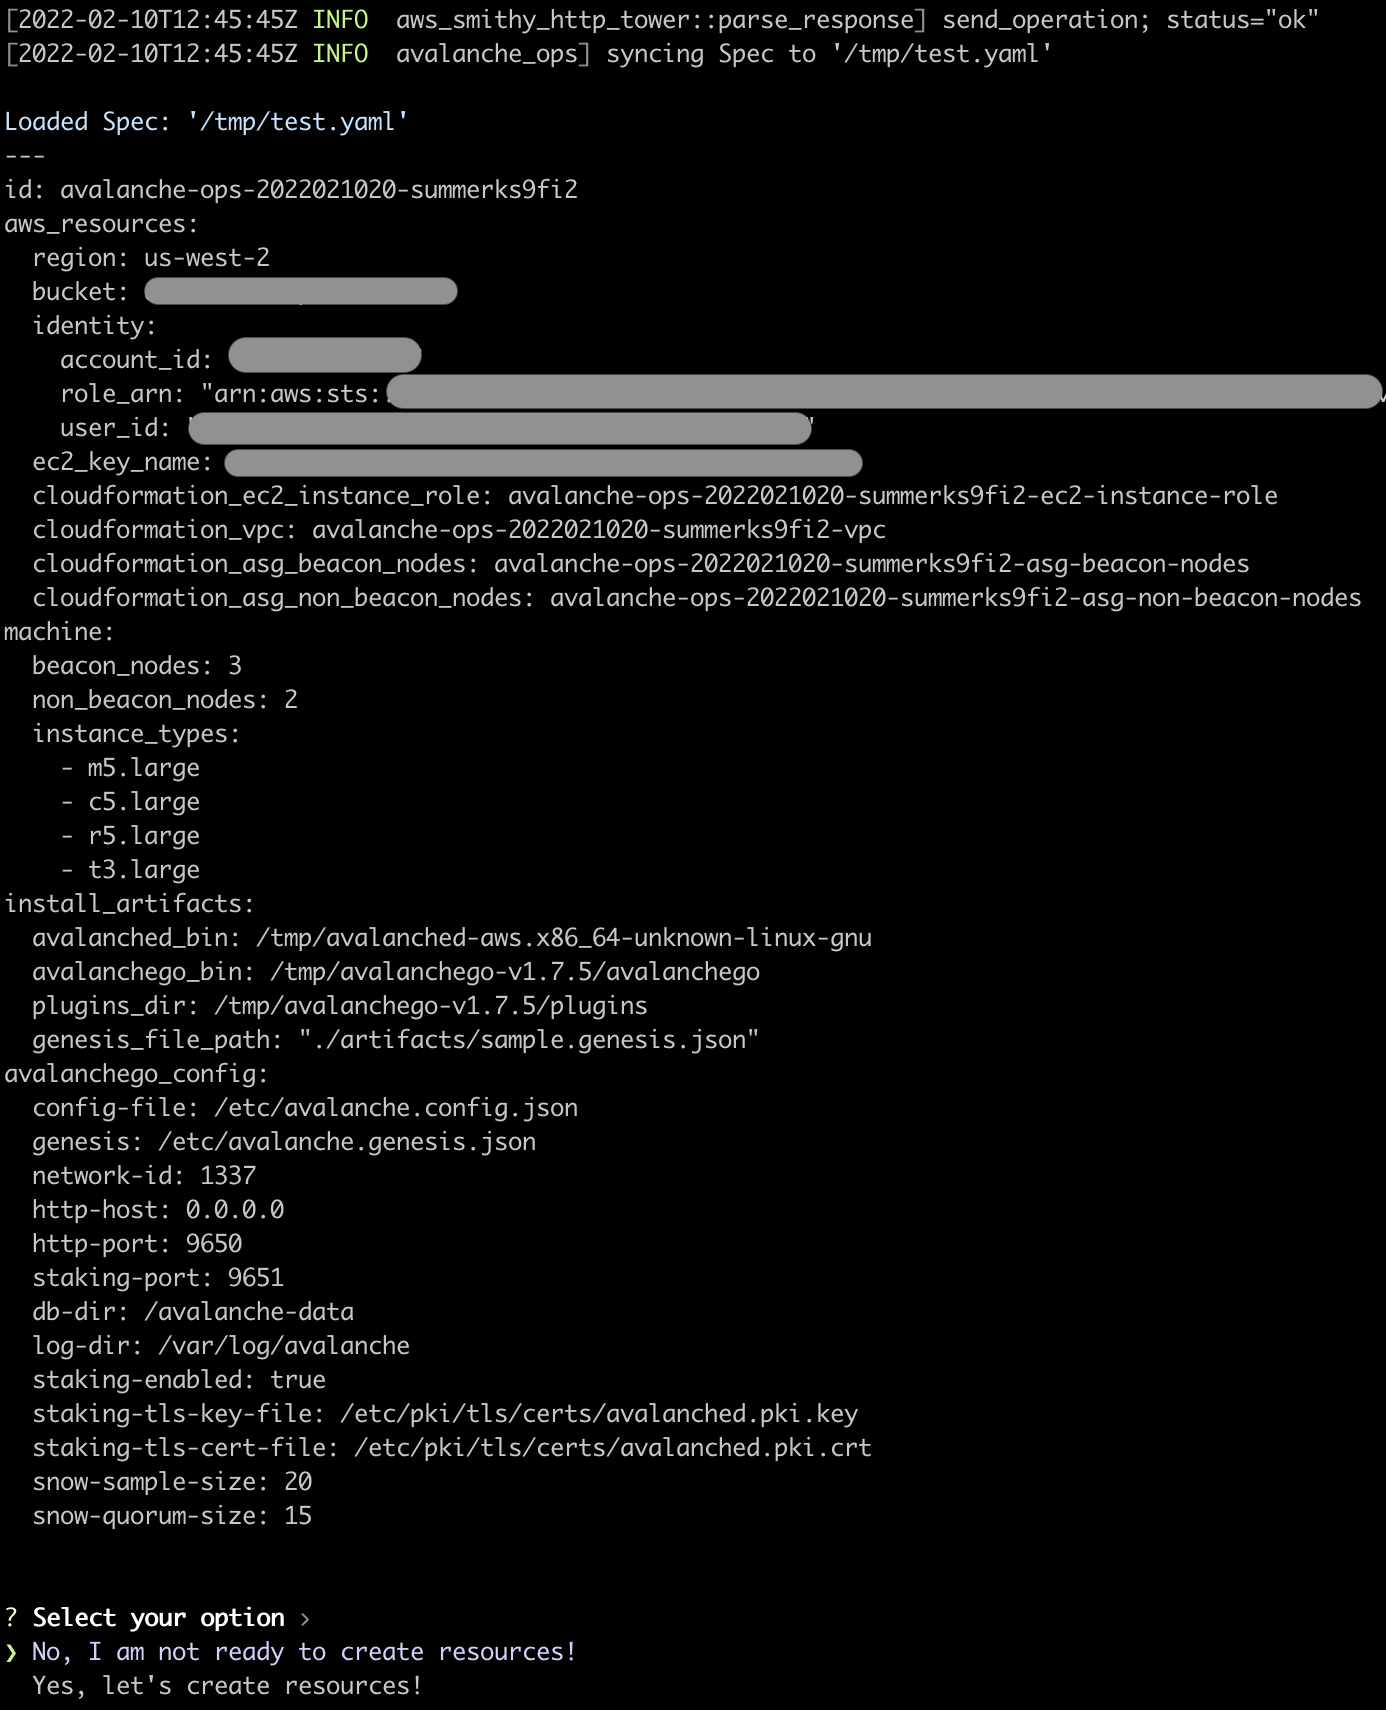 [2022-02-10T12:45:45Z INFO  aws_smithy_http_tower::parse_response] send_operation; status="ok"
[2022-02-10T12:45:45Z INFO  avalanche_ops] syncing Spec to '/tmp/test.yaml'
Loaded Spec: '/tmp/test.yaml'
---
id: avalanche-ops-2022021020-summerks9fi2
aws_resources:
  region: us-west-2
  bucket:
  identity:
    account_id:
    role_arn: "arn:aws:sts:
    user_id:
  ec2_key_name:
  cloudformation_ec2_instance_role: avalanche-ops-2022021020-summerks9fi2-ec2-instance-role
  cloudformation_vpc: avalanche-ops-2022021020-summerks9fi2-vpc
  cloudformation_asg_beacon_nodes: avalanche-ops-2022021020-summerks9fi2-asg-beacon-nodes
  cloudformation_asg_non_beacon_nodes: avalanche-ops-2022021020-summerks9fi2-asg-non-beacon-nodes
machine:
  beacon_nodes: 3
  non_beacon_nodes: 2
  instance_types:
    - m5.large
    - c5.large
    - r5.large
    - t3.large
install_artifacts:
  avalanched_bin: /tmp/avalanched-aws.x86_64-unknown-linux-gnu
  avalanchego_bin: /tmp/avalanchego-v1.7.5/avalanchego
  plugins_dir: /tmp/avalanchego-v1.7.5/plugins
  genesis_file_path: "./artifacts/sample.genesis.json"
avalanchego_config:
  config-file: /etc/avalanche.config.json
  genesis: /etc/avalanche.genesis.json
  network-id: 1337
  http-host: 0.0.0.0
  http-port: 9650
  staking-port: 9651
  db-dir: /avalanche-data
  log-dir: /var/log/avalanche
  staking-enabled: true
  staking-tls-key-file: /etc/pki/tls/certs/avalanched.pki.key
  staking-tls-cert-file: /etc/pki/tls/certs/avalanched.pki.crt
  snow-sample-size: 20
  snow-quorum-size: 15
? Select your option ›
❯ No, I am not ready to create resources!
  Yes, let's create resources!